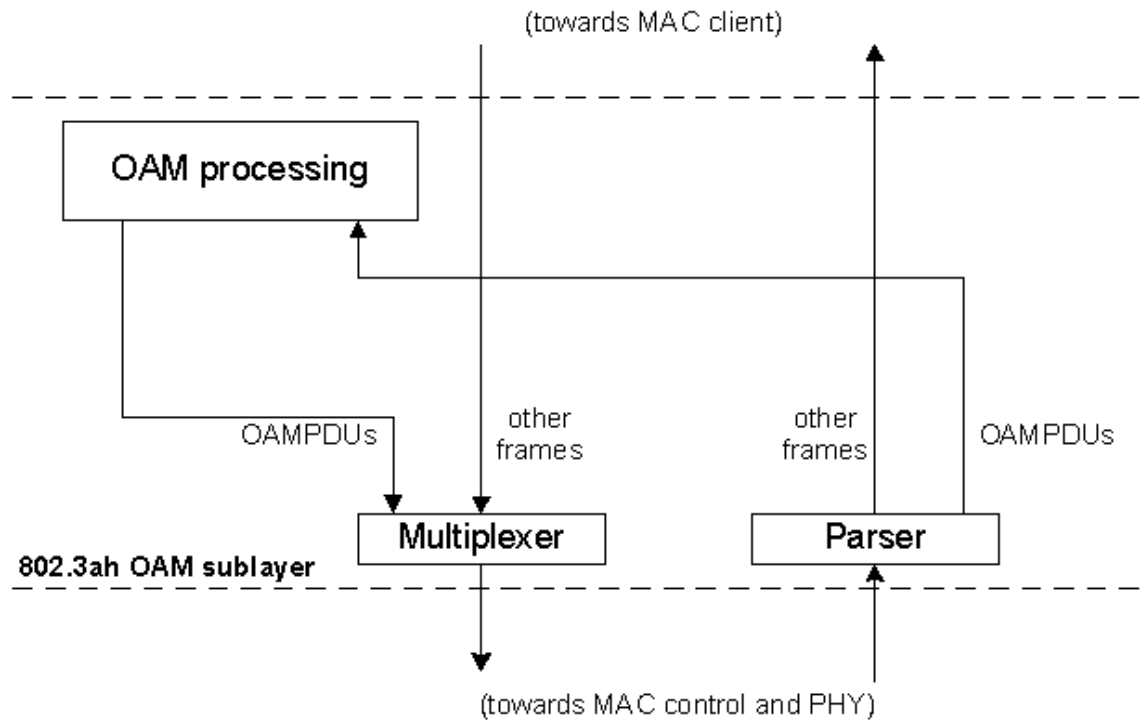 (towards MAC client)
OAM processing
OAMPDUs
other
frames
other
frames
OAMPDUs
Multiplexer
Parser
802.3ah OAM sublayer
(towards MAC control and PHY)